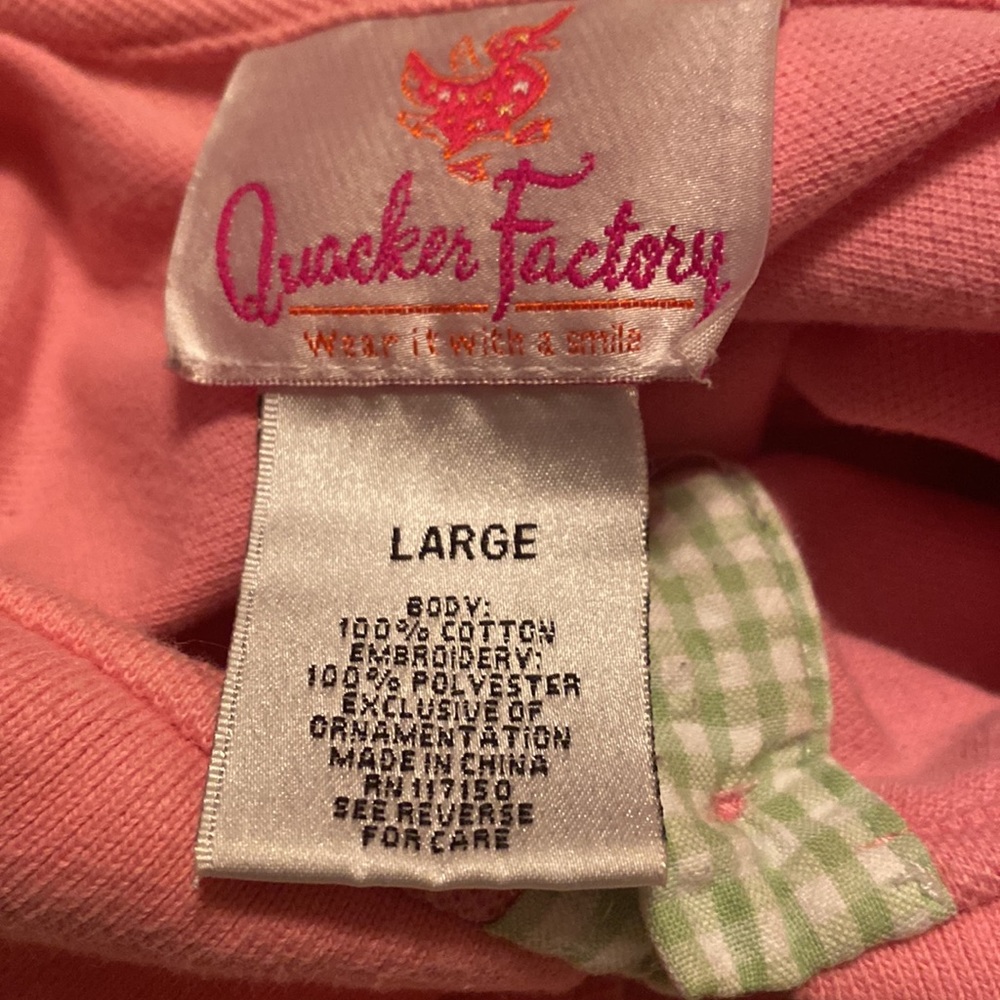 Quacker Factory
Wear it with a smile
LARGE
BODY:
100% COTTON
EMBROIDERY:
100% POLYESTER
EXCLUSIVE OF
ORNAMENTATION
MADE IN CHINA
RN 117150
SEE REVERSE
FOR CARE